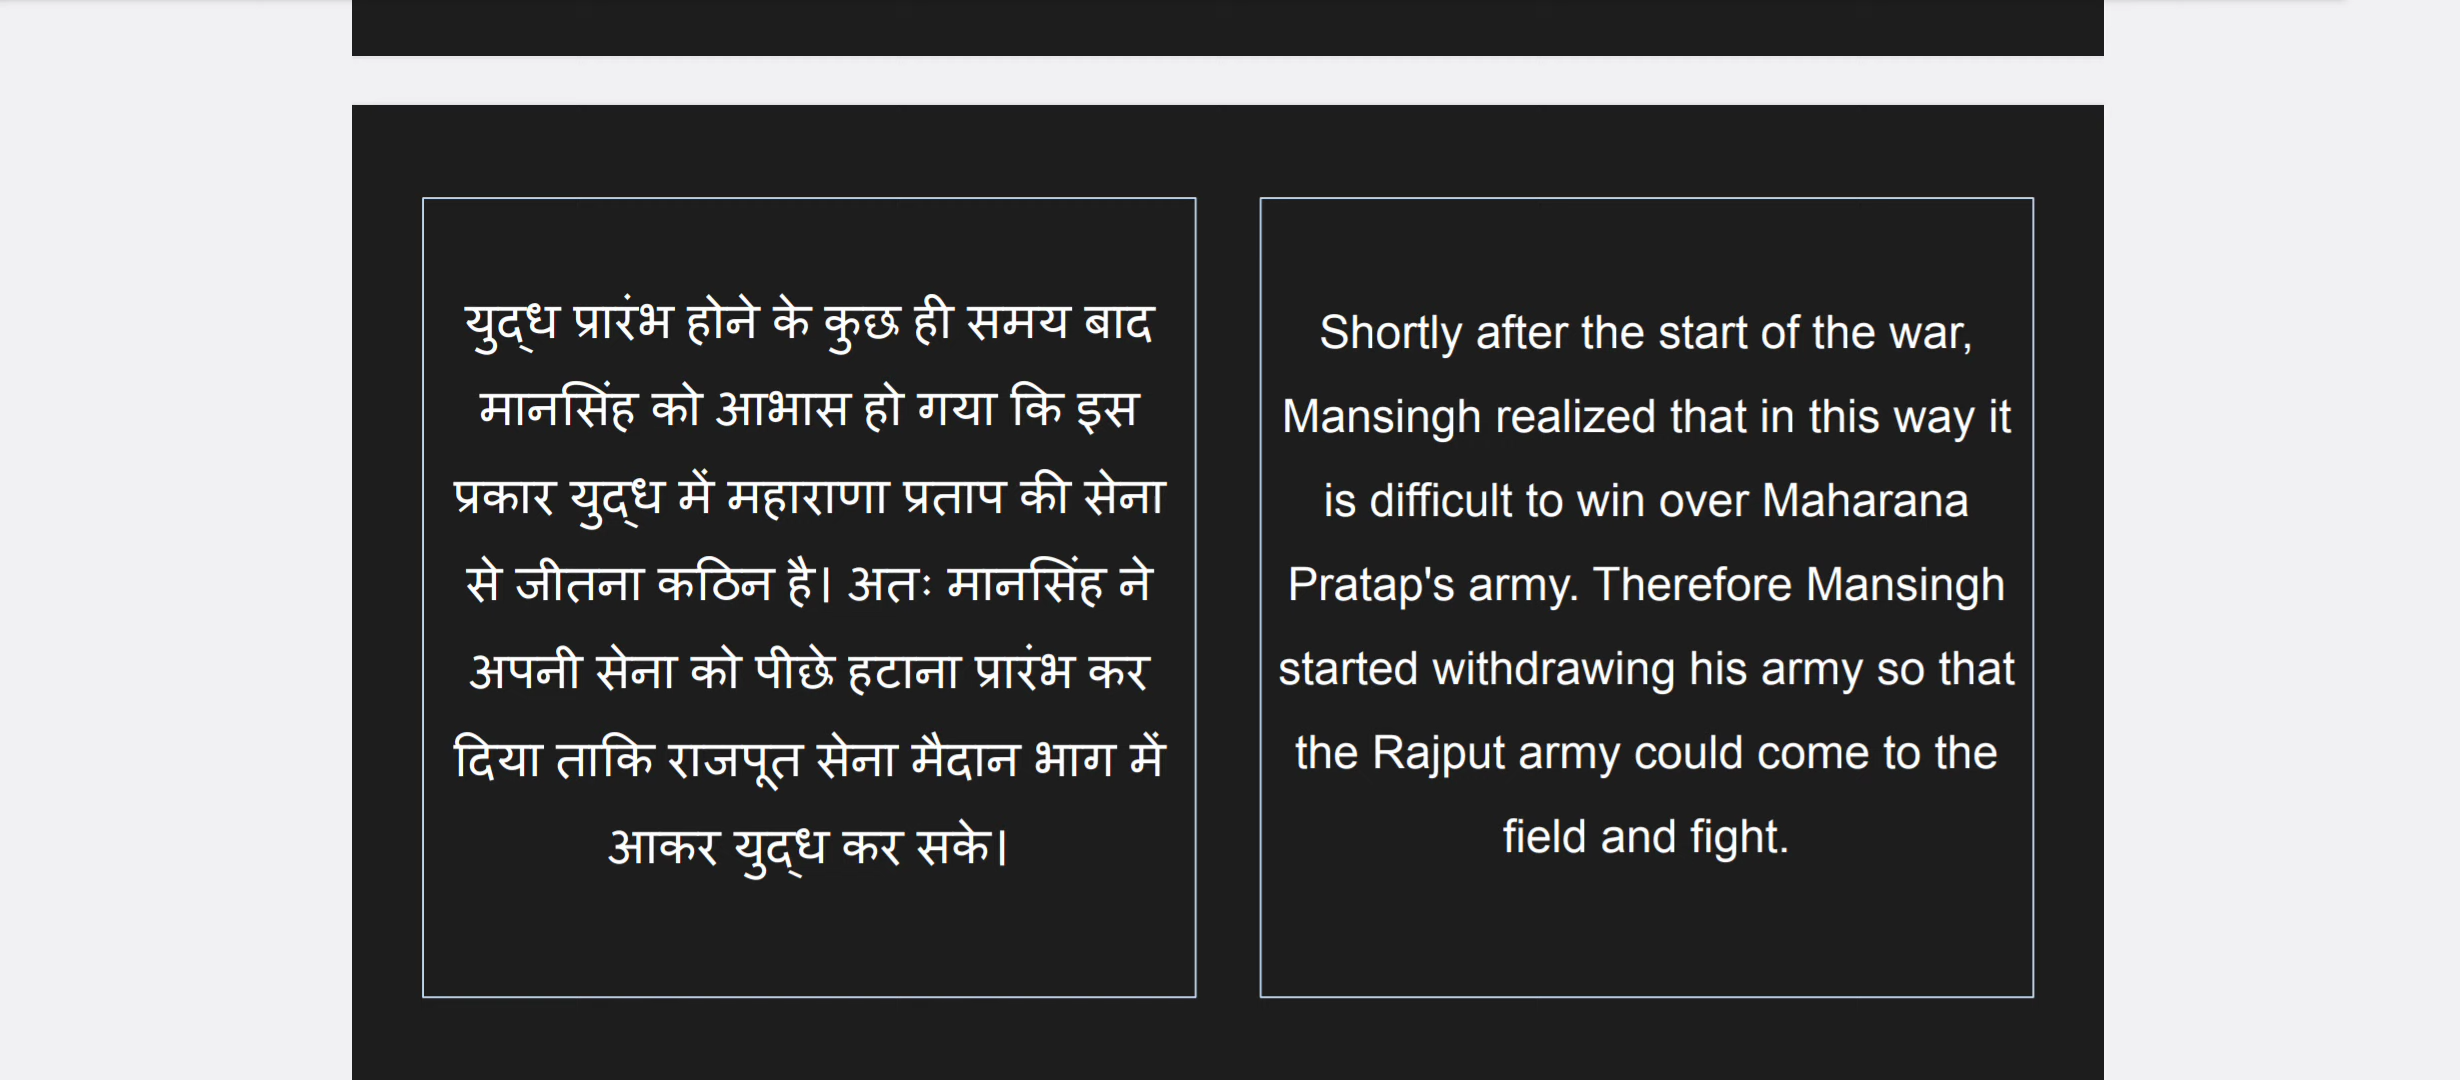 युद्ध प्रारंभ होने के कुछ ही समय बाद
मानसिंह को आभास हो गया कि इस
प्रकार युद्ध में महाराणा प्रताप की सेना
से जीतना कठिन है। अतः मानसिंह ने
अपनी सेना को पीछे हटाना प्रारंभ कर
दिया ताकि राजपूत सेना मैदान भाग में
आकर युद्ध कर सके।
Shortly after the start of the war,
Mansingh realized that in this way it
is difficult to win over Maharana
Pratap's army. Therefore Mansingh
started withdrawing his army so that
the Rajput army could come to the
field and fight.